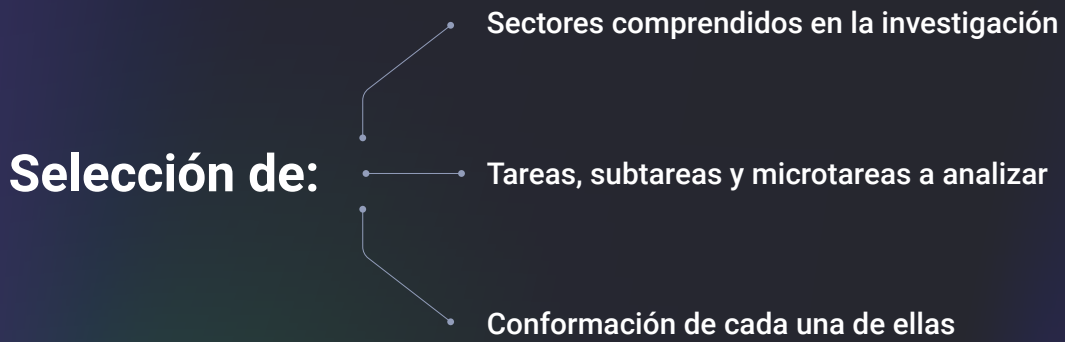 Selección de:
Sectores comprendidos en la investigación
Tareas, subtareas y microtareas a analizar
Conformación de cada una de ellas